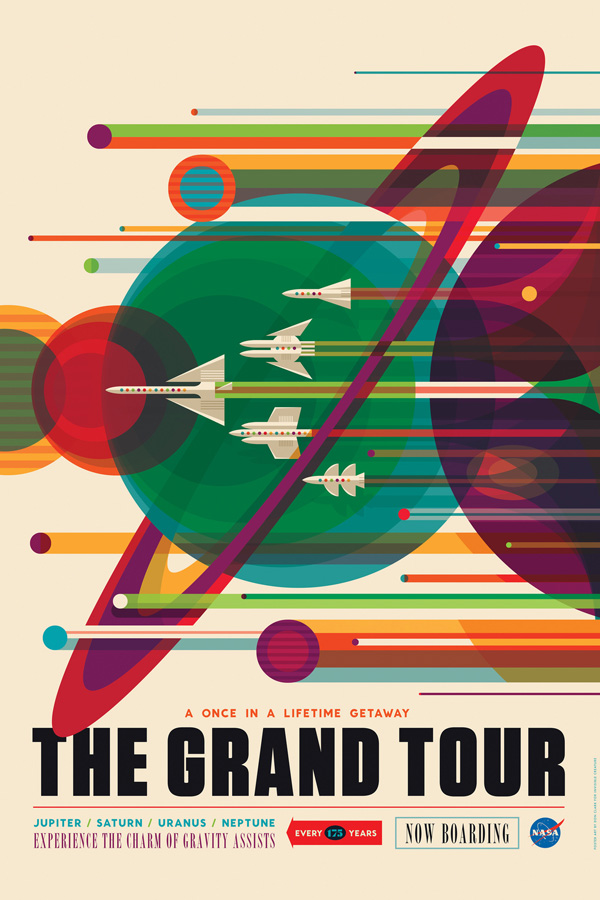 A ONCE IN A LIFETIME GETAWAY
THE GRAND TOUR
JUPITER / SATURN / URANUS / NEPTUNE
EXPERIENCE THE CHARM OF GRAVITY ASSISTS
EVERY 175 YEARS
NOW BOARDING
NASA